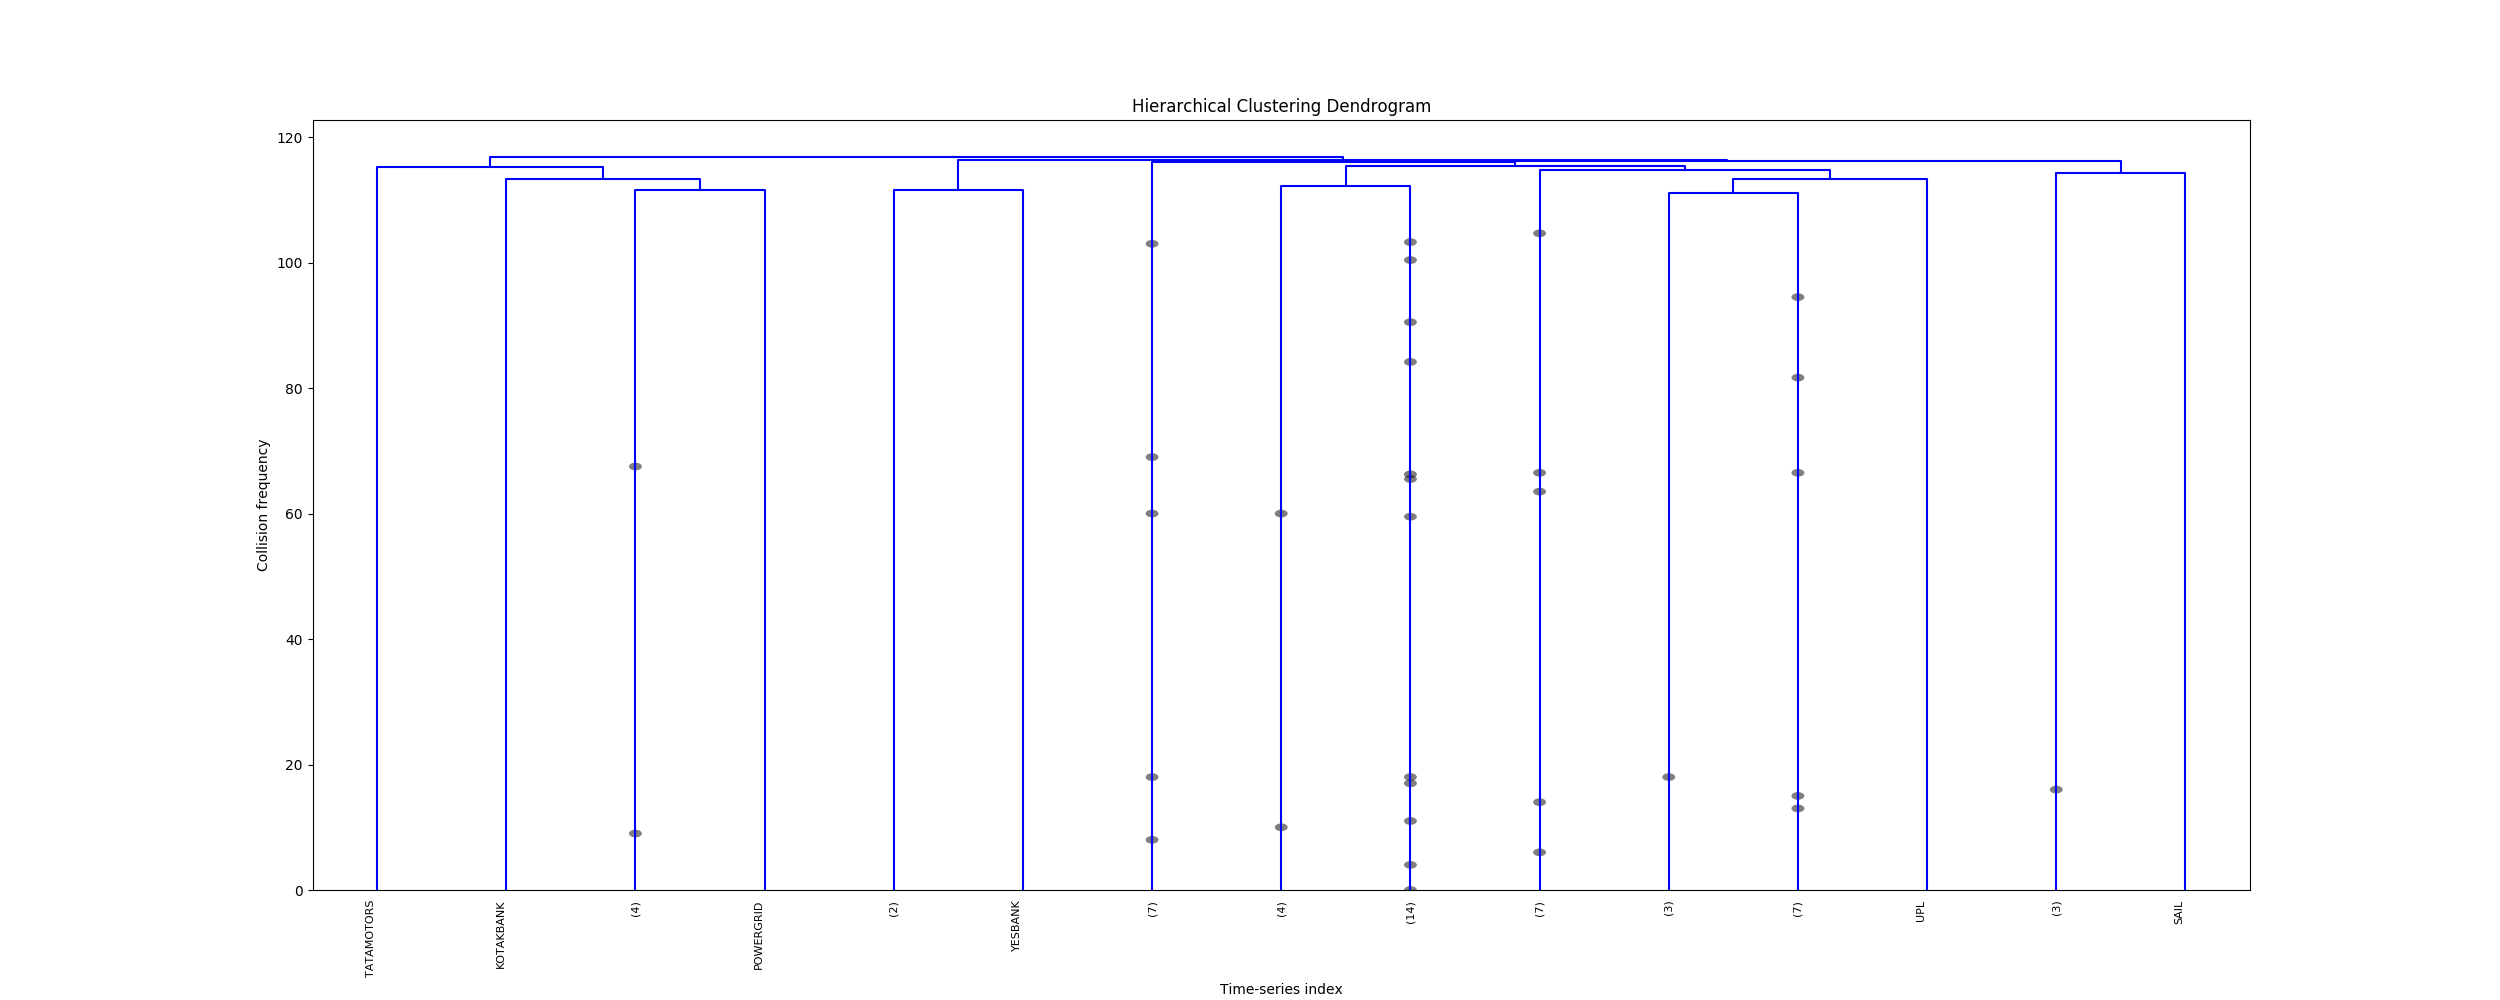 Hierarchical Clustering Dendrogram
120
100
80
60
40
20
0
Collision frequency
TATAMOTORS
KOTAKBANK
(4)
POWERGRID
(2)
YESBANK
(7)
(4)
(14)
(7)
(3)
(7)
UPL
(3)
SAIL
Time-series index